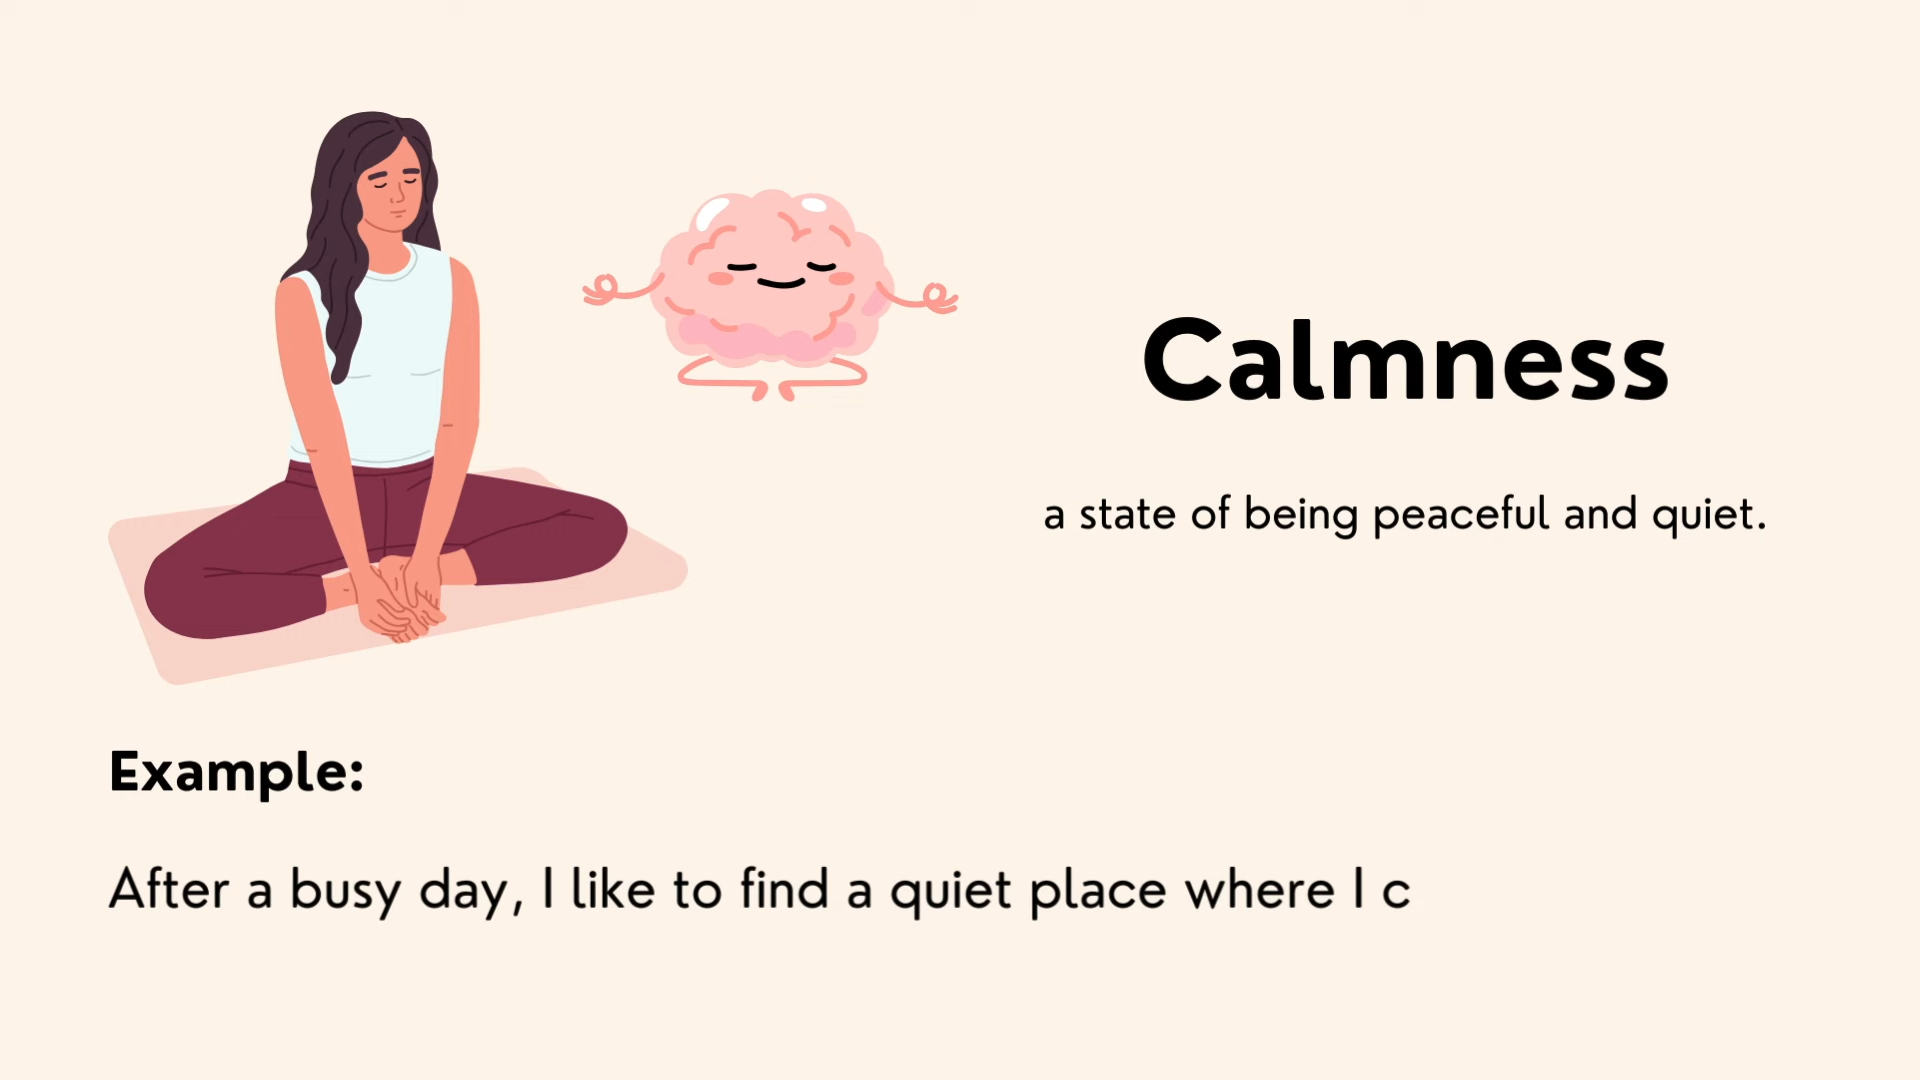 Calmness
a state of being peaceful and quiet.
Example:
After a busy day, I like to find a quiet place where I c